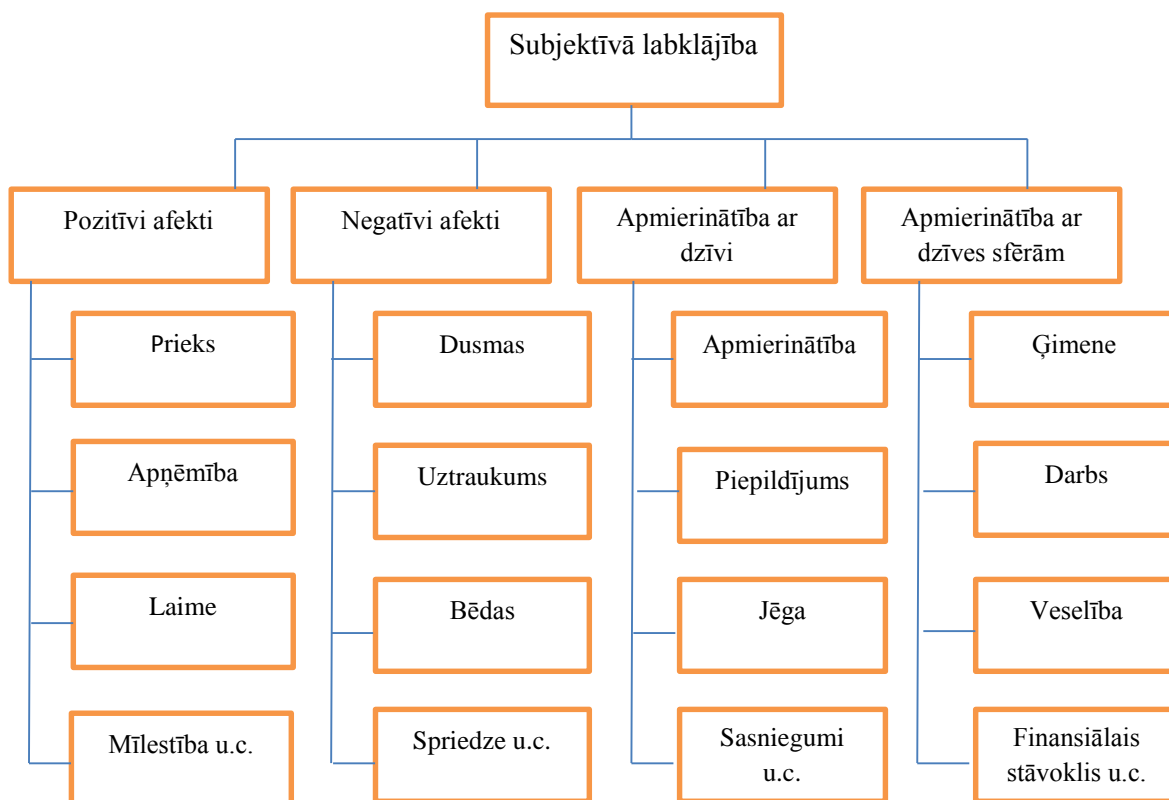 Subjektīvā labklājība
Pozitīvi afekti
Negatīvi afekti
Apmierinātība ar
dzīvi
Apmierinātība ar
dzīves sfērām
Prieks
Dusmas
Apmierinātība
Ģimene
Apņēmība
Uztraukums
Piepildījums
Darbs
Laime
Bēdas
Jēga
Veselība
Mīlestība u.c.
Spriedze u.c.
Sasniegumi
u.c.
Finansiālais
stāvoklis u.c.